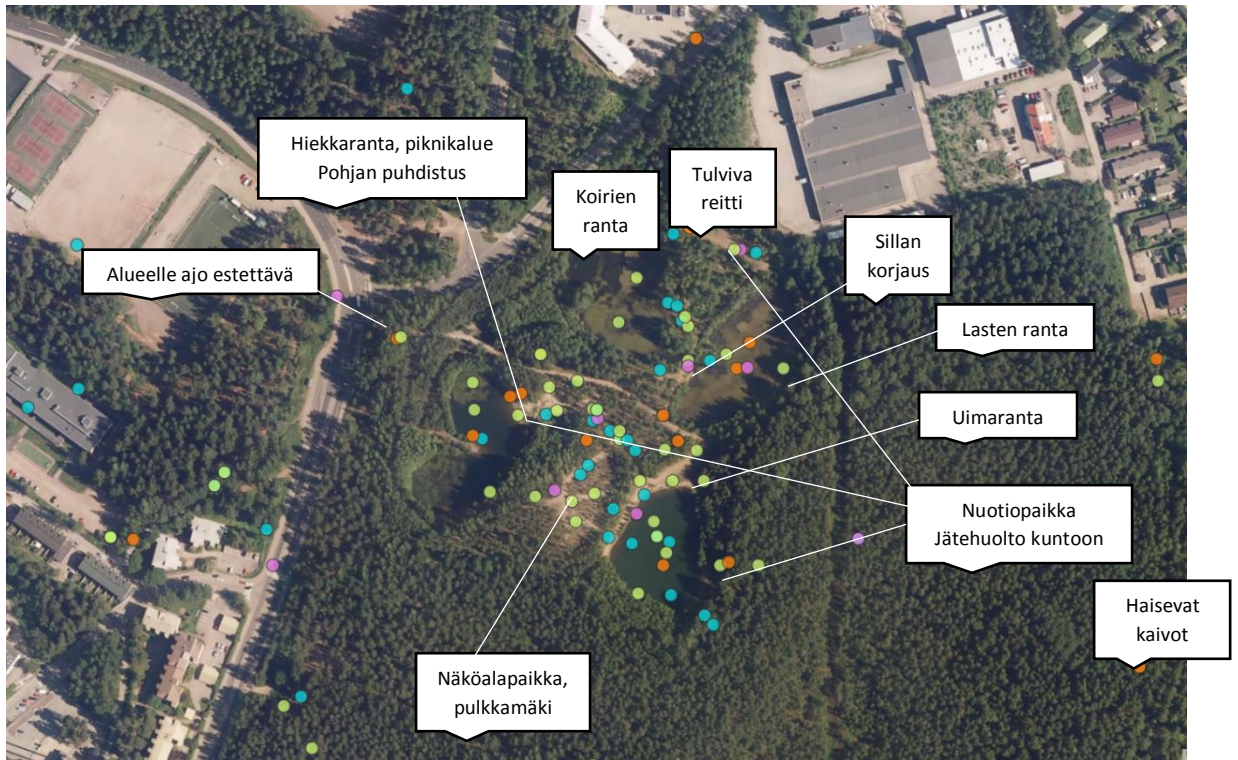 Hiekkaranta, piknikalue
Pohjan puhdistus
Koirien
ranta
Tulviva
reitti
Sillan
korjaus
Alueelle ajo estettävä
Lasten ranta
Uimaranta
Nuotiopaikka
Jätehuolto kuntoon
Haisevat
kaivot
Näköalapaikka,
pulkkamäki